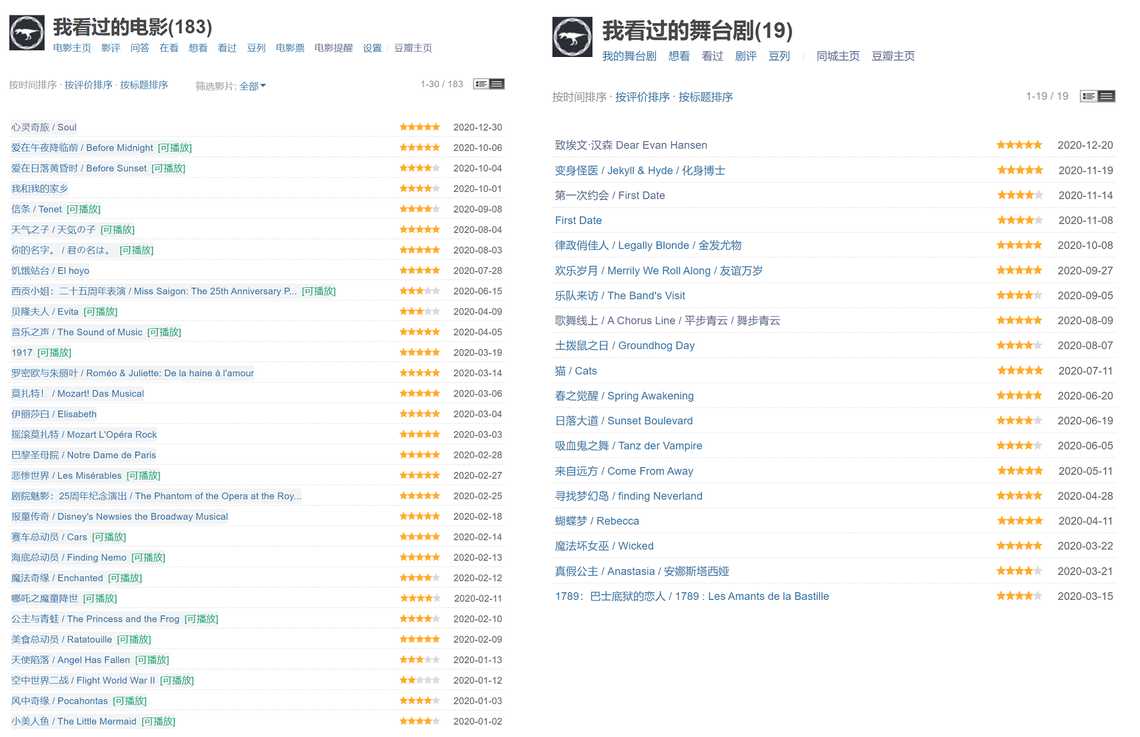 我看过的电影(183)
电影主页 影评 问答 在看 想看 看过 豆列 电影票 电影提醒 设置 豆瓣主页
按时间排序 · 按评价排序 · 按标题排序 筛选影片: 全部 1-30 / 183
心灵奇旅 / Soul 2020-12-30
爱在午夜降临前 / Before Midnight [可播放] 2020-10-06
爱在日落黄昏时 / Before Sunset [可播放] 2020-10-04
我和我的家乡 2020-10-01
信条 / Tenet [可播放] 2020-09-08
天气之子 / 天気の子 [可播放] 2020-08-04
你的名字。 / 君の名は。 [可播放] 2020-08-03
饥饿站台 / El hoyo 2020-07-28
西贡小姐：二十五周年表演 / Miss Saigon: The 25th Anniversary P... [可播放] 2020-06-15
贝隆夫人 / Evita [可播放] 2020-04-09
音乐之声 / The Sound of Music [可播放] 2020-04-05
1917 [可播放] 2020-03-19
罗密欧与朱丽叶 / Roméo & Juliette: De la haine à l'amour 2020-03-14
莫扎特！ / Mozart! Das Musical 2020-03-06
伊丽莎白 / Elisabeth 2020-03-04
摇滚莫扎特 / Mozart L'Opéra Rock 2020-03-03
巴黎圣母院 / Notre Dame de Paris 2020-02-28
悲惨世界 / Les Misérables [可播放] 2020-02-27
剧院魅影：25周年纪念演出 / The Phantom of the Opera at the Roy... 2020-02-25
报童传奇 / Disney's Newsies the Broadway Musical 2020-02-18
赛车总动员 / Cars [可播放] 2020-02-14
海底总动员 / Finding Nemo [可播放] 2020-02-13
魔法奇缘 / Enchanted [可播放] 2020-02-12
哪吒之魔童降世 [可播放] 2020-02-11
公主与青蛙 / The Princess and the Frog [可播放] 2020-02-10
美食总动员 / Ratatouille [可播放] 2020-02-09
天使陷落 / Angel Has Fallen [可播放] 2020-01-13
空中世界二战 / Flight World War II [可播放] 2020-01-12
风中奇缘 / Pocahontas [可播放] 2020-01-03
小美人鱼 / The Little Mermaid [可播放] 2020-01-02
我看过的舞台剧(19)
我的舞台剧 想看 看过 剧评 豆列 同城主页 豆瓣主页
按时间排序 · 按评价排序 · 按标题排序 1-19 / 19
致埃文·汉森 Dear Evan Hansen 2020-12-20
变身怪医 / Jekyll & Hyde / 化身博士 2020-11-19
第一次约会 / First Date 2020-11-14
First Date 2020-11-08
律政俏佳人 / Legally Blonde / 金发尤物 2020-10-08
欢乐岁月 / Merrily We Roll Along / 友谊万岁 2020-09-27
乐队来访 / The Band's Visit 2020-09-05
歌舞线上 / A Chorus Line / 平步青云 / 舞步青云 2020-08-09
土拨鼠之日 / Groundhog Day 2020-08-07
猫 / Cats 2020-07-11
春之觉醒 / Spring Awakening 2020-06-20
日落大道 / Sunset Boulevard 2020-06-19
吸血鬼之舞 / Tanz der Vampire 2020-06-05
来自远方 / Come From Away 2020-05-11
寻找梦幻岛 / finding Neverland 2020-04-28
蝴蝶梦 / Rebecca 2020-04-11
魔法坏女巫 / Wicked 2020-03-22
真假公主 / Anastasia / 安娜斯塔西娅 2020-03-21
1789：巴士底狱的恋人 / 1789 : Les Amants de la Bastille 2020-03-15